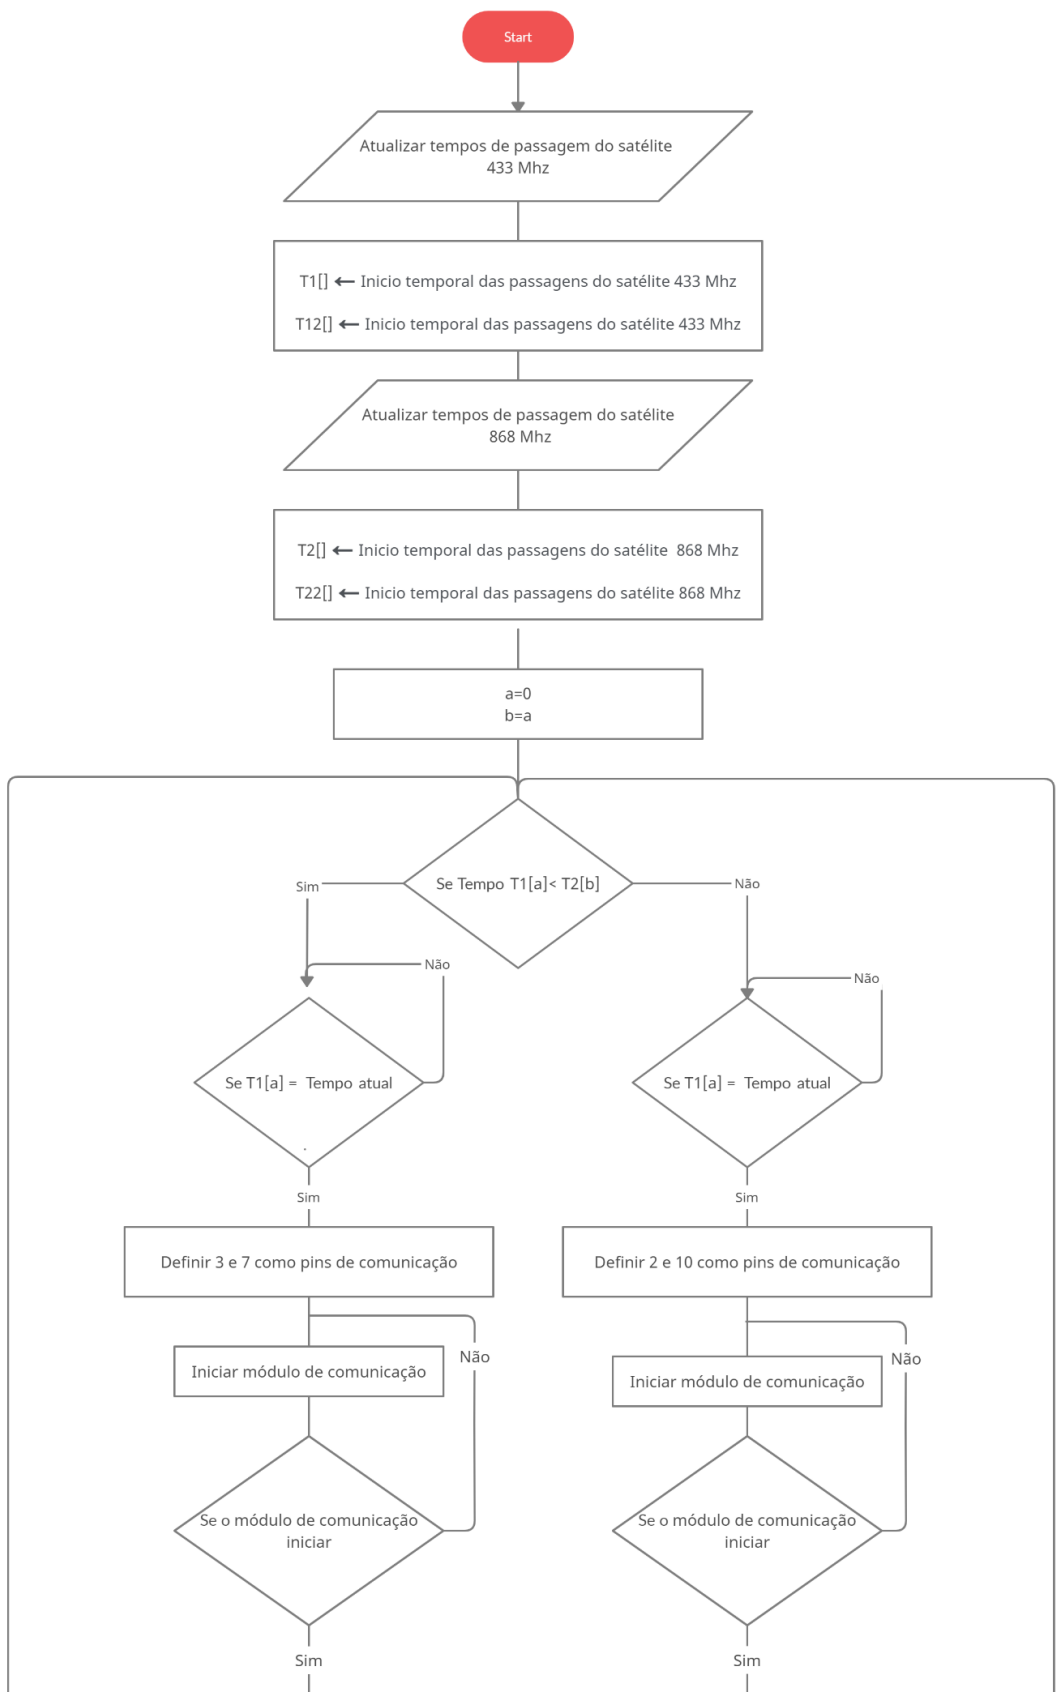 Start
Atualizar tempos de passagem do satélite
433 Mhz
T1[] ← Inicio temporal das passagens do satélite 433 Mhz
T12[] ← Inicio temporal das passagens do satélite 433 Mhz
Atualizar tempos de passagem do satélite
868 Mhz
T2[] ← Inicio temporal das passagens do satélite 868 Mhz
T22[] ← Inicio temporal das passagens do satélite 868 Mhz
a=0
b=a
Se Tempo T1[a]< T2[b]
Sim
Não
Não
Não
Se T1[a] = Tempo atual
Se T1[a] = Tempo atual
Sim
Sim
Definir 3 e 7 como pins de comunicação
Definir 2 e 10 como pins de comunicação
Não
Não
Iniciar módulo de comunicação
Iniciar módulo de comunicação
Se o módulo de comunicação
iniciar
Se o módulo de comunicação
iniciar
Sim
Sim